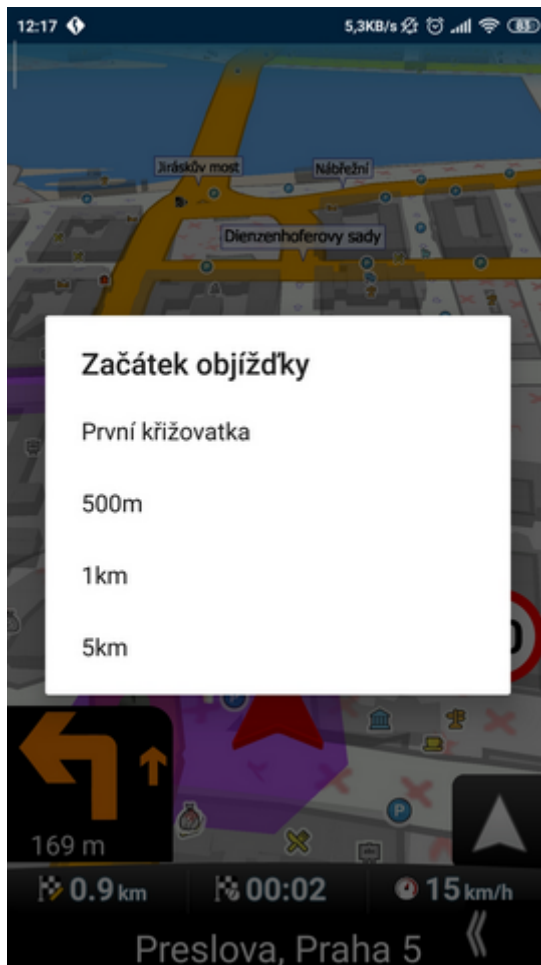 12:17
5,3KB/s
83
Jiráskův most
Nábřežní
Dienzenhoferovy sady
Začátek objížďky
První křižovatka
500m
1km
5km
169 m
0.9 km
00:02
15 km/h
Preslova, Praha 5